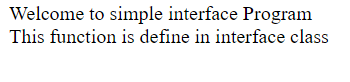 Welcome to simple interface Program
This function is define in interface class